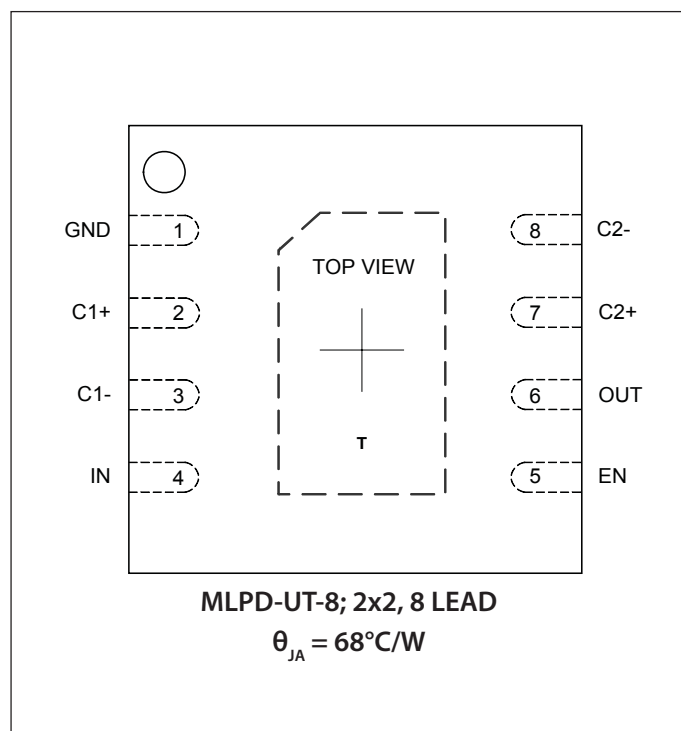 TOP VIEW
GND 1
8 C2-
C1+ 2
7 C2+
C1- 3
6 OUT
T
IN 4
5 EN
MLPD-UT-8; 2x2, 8 LEAD
θJA = 68°C/W